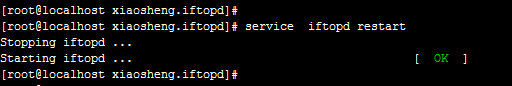 [root@localhost xiaosheng.iftopd]#
[root@localhost xiaosheng.iftopd]# service  iftopd restart
Stopping iftopd ...
Starting iftopd ...                                        [  OK  ]
[root@localhost xiaosheng.iftopd]#